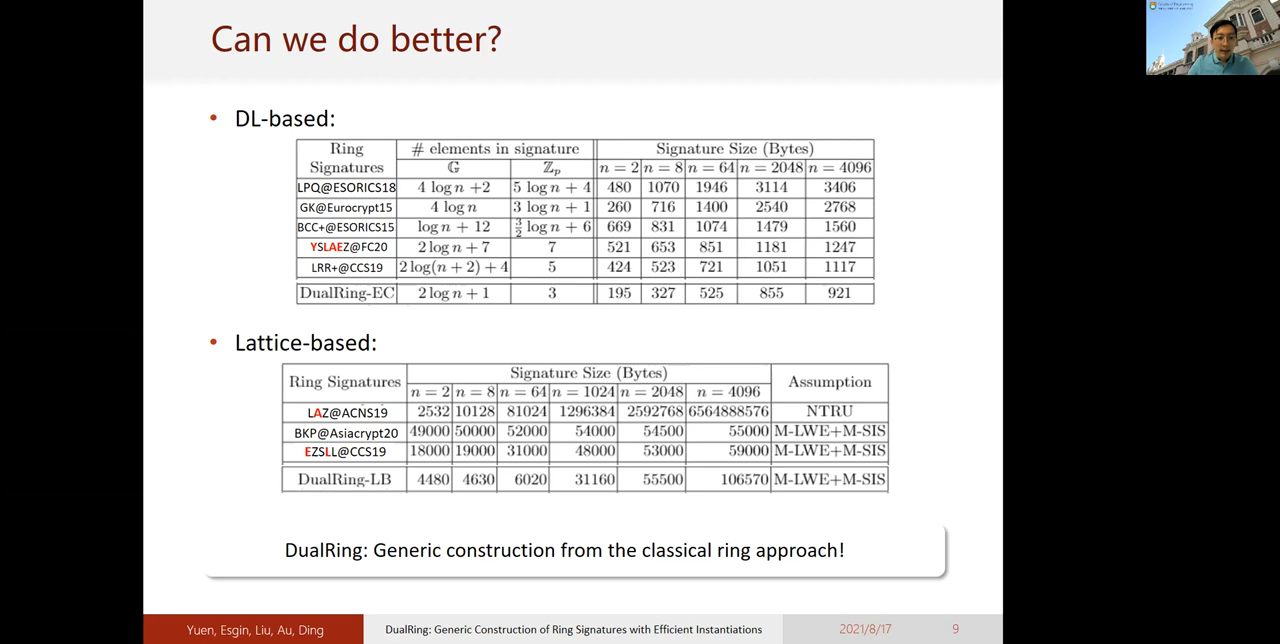 Can we do better?
• DL-based:
Ring Signatures # elements in signature Signature Size (Bytes)
𝔾 ℤp n = 2 n = 8 n = 64 n = 2048 n = 4096
LPQ@ESORICS18 4 log n +2 5 log n + 4 480 1070 1946 3114 3406
GK@Eurocrypt15 4 log n 3 log n + 1 260 716 1400 2540 2768
BCC+@ESORICS15 log n + 12 3/2 log n + 6 669 831 1074 1479 1560
YSLAEZ@FC20 2 log n + 7 7 521 653 851 1181 1247
LRR+@CCS19 2 log(n + 2) + 4 5 424 523 721 1051 1117
DualRing-EC 2 log n + 1 3 195 327 525 855 921
• Lattice-based:
Ring Signatures Signature Size (Bytes) Assumption
n = 2 n = 8 n = 64 n = 1024 n = 2048 n = 4096
LAZ@ACNS19 2532 10128 81024 1296384 2592768 6564888576 NTRU
BKP@Asiacrypt20 49000 50000 52000 54000 54500 55000 M-LWE+M-SIS
EZSLL@CCS19 18000 19000 31000 48000 53000 59000 M-LWE+M-SIS
DualRing-LB 4480 4630 6020 31160 55500 106570 M-LWE+M-SIS
DualRing: Generic construction from the classical ring approach!
Yuen, Esgin, Liu, Au, Ding DualRing: Generic Construction of Ring Signatures with Efficient Instantiations 2021/8/17 9